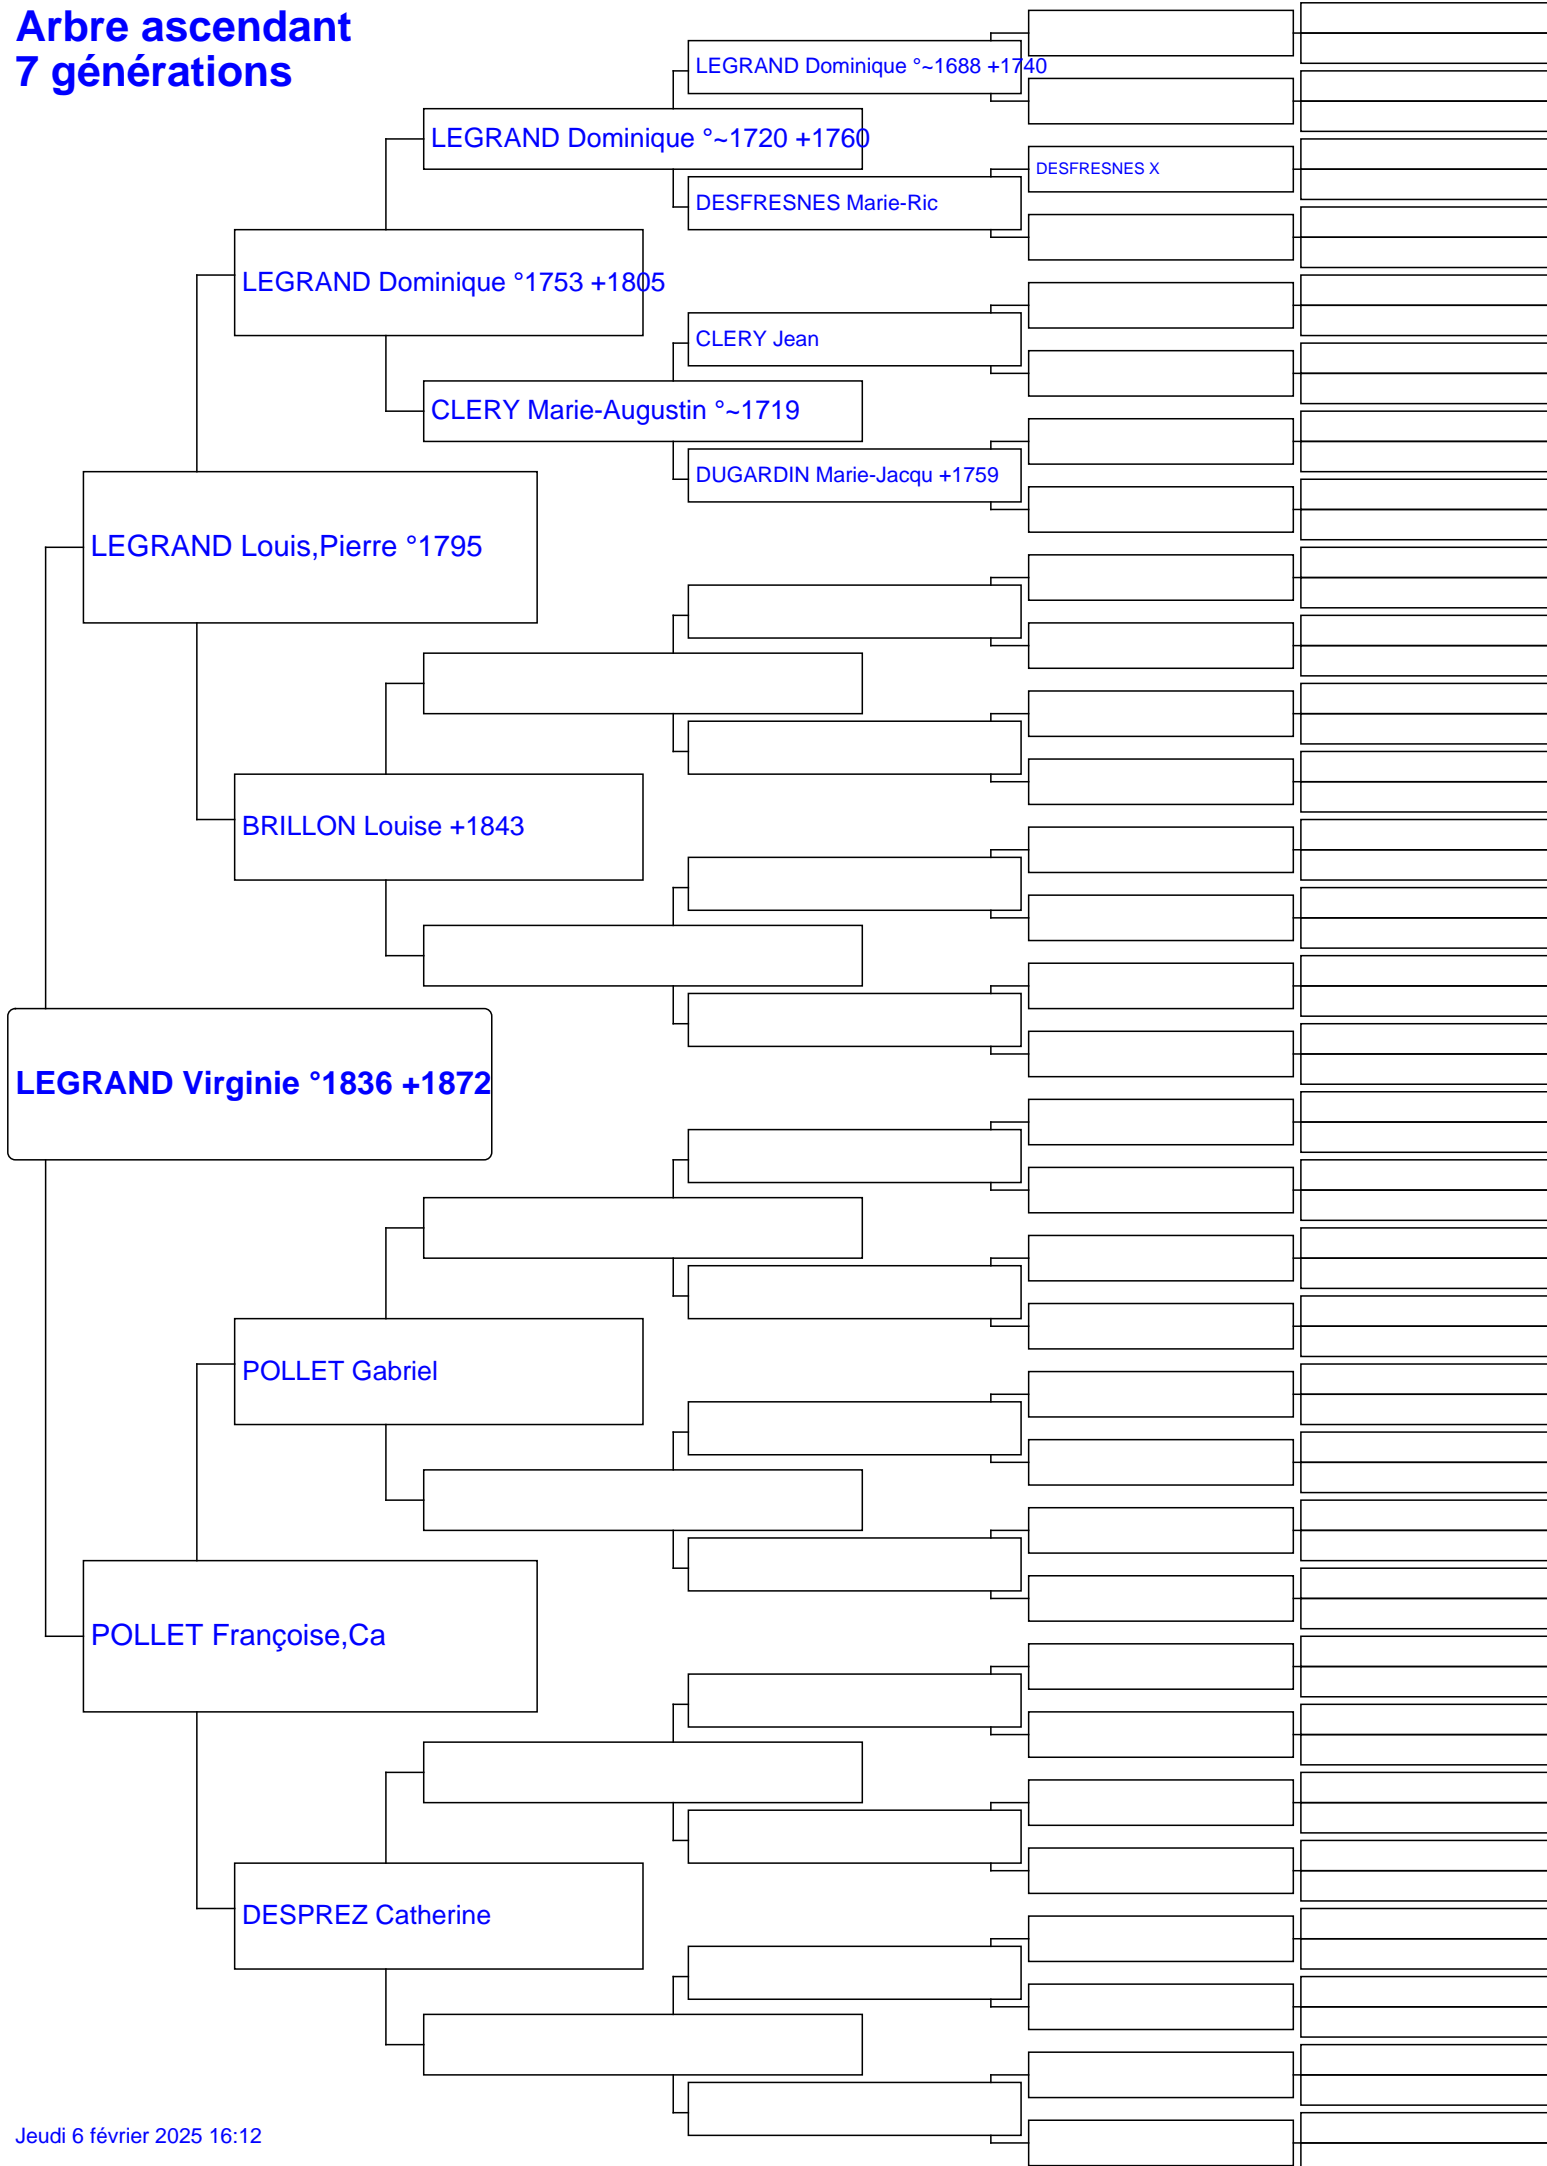 Arbre ascendant
7 générations
LEGRAND Dominique °~1688 +1740
LEGRAND Dominique °~1720 +1760
DESFRESNES X
DESFRESNES Marie-Ric
LEGRAND Dominique °1753 +1805
CLERY Jean
CLERY Marie-Augustin °~1719
DUGARDIN Marie-Jacqu +1759
LEGRAND Louis,Pierre °1795
BRILLON Louise +1843
LEGRAND Virginie °1836 +1872
POLLET Gabriel
POLLET Françoise,Ca
DESPREZ Catherine
Jeudi 6 février 2025 16:12